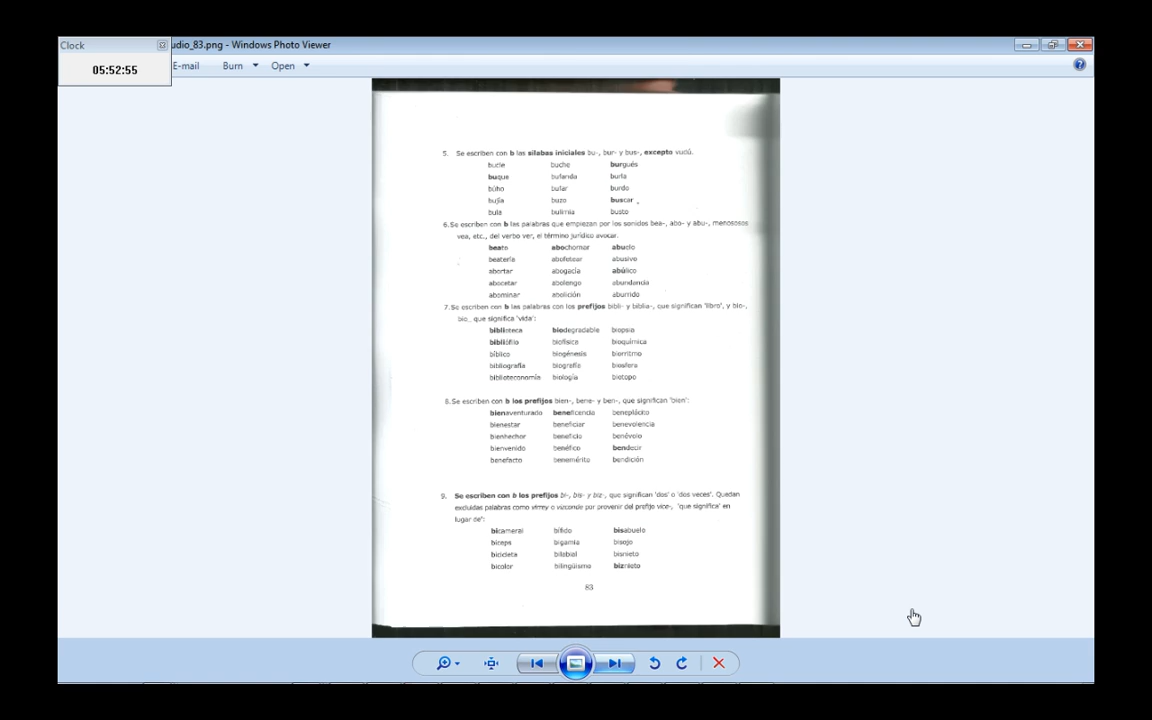 Clock
udio_83.png - Windows Photo Viewer
05:52:55
E-mail Burn Open
5. Se escriben con b las sílabas iniciales bu-, bur- y bus-, excepto vudú.
bucle buche burgués
buque bufanda burla
búho bufar burdo
bujía buzo buscar
bula bulimia busto
6.Se escriben con b las palabras que empiezan por los sonidos bea-, abo- y abu-, menos
vea, etc., del verbo ver, el término jurídico avocar.
beato abochornar abuelo
beatería abofetear abusivo
abortar abogacía abúlico
abocetar abolengo abundancia
abominar abolición aburrido
7.Se escriben con b las palabras con los prefijos bibli- y biblia-, que significan 'libro', y bio-,
bio_ que significa 'vida':
biblioteca biodegradable biopsia
bibliófilo biofísica bioquímica
bíblico biogénesis biorritmo
bibliografía biografía biosfera
biblioteconomía biología biotopo
8.Se escriben con b los prefijos bien-, bene- y ben-, que significan 'bien':
bienaventurado beneficencia beneplácito
bienestar beneficiar benevolencia
bienhechor beneficio benévolo
bienvenido benéfico bendecir
benefacto benemérito bendición
9. Se escriben con b los prefijos bi-, bis- y biz-, que significan 'dos' o 'dos veces'. Quedan
excluidas palabras como virrey o vizconde por provenir del prefijo vice-, 'que significa' en
lugar de':
bicameral bífido bisabuelo
bíceps bigamia bisojo
bicicleta bilabial bisnieto
bicolor bilingüismo biznieto
83